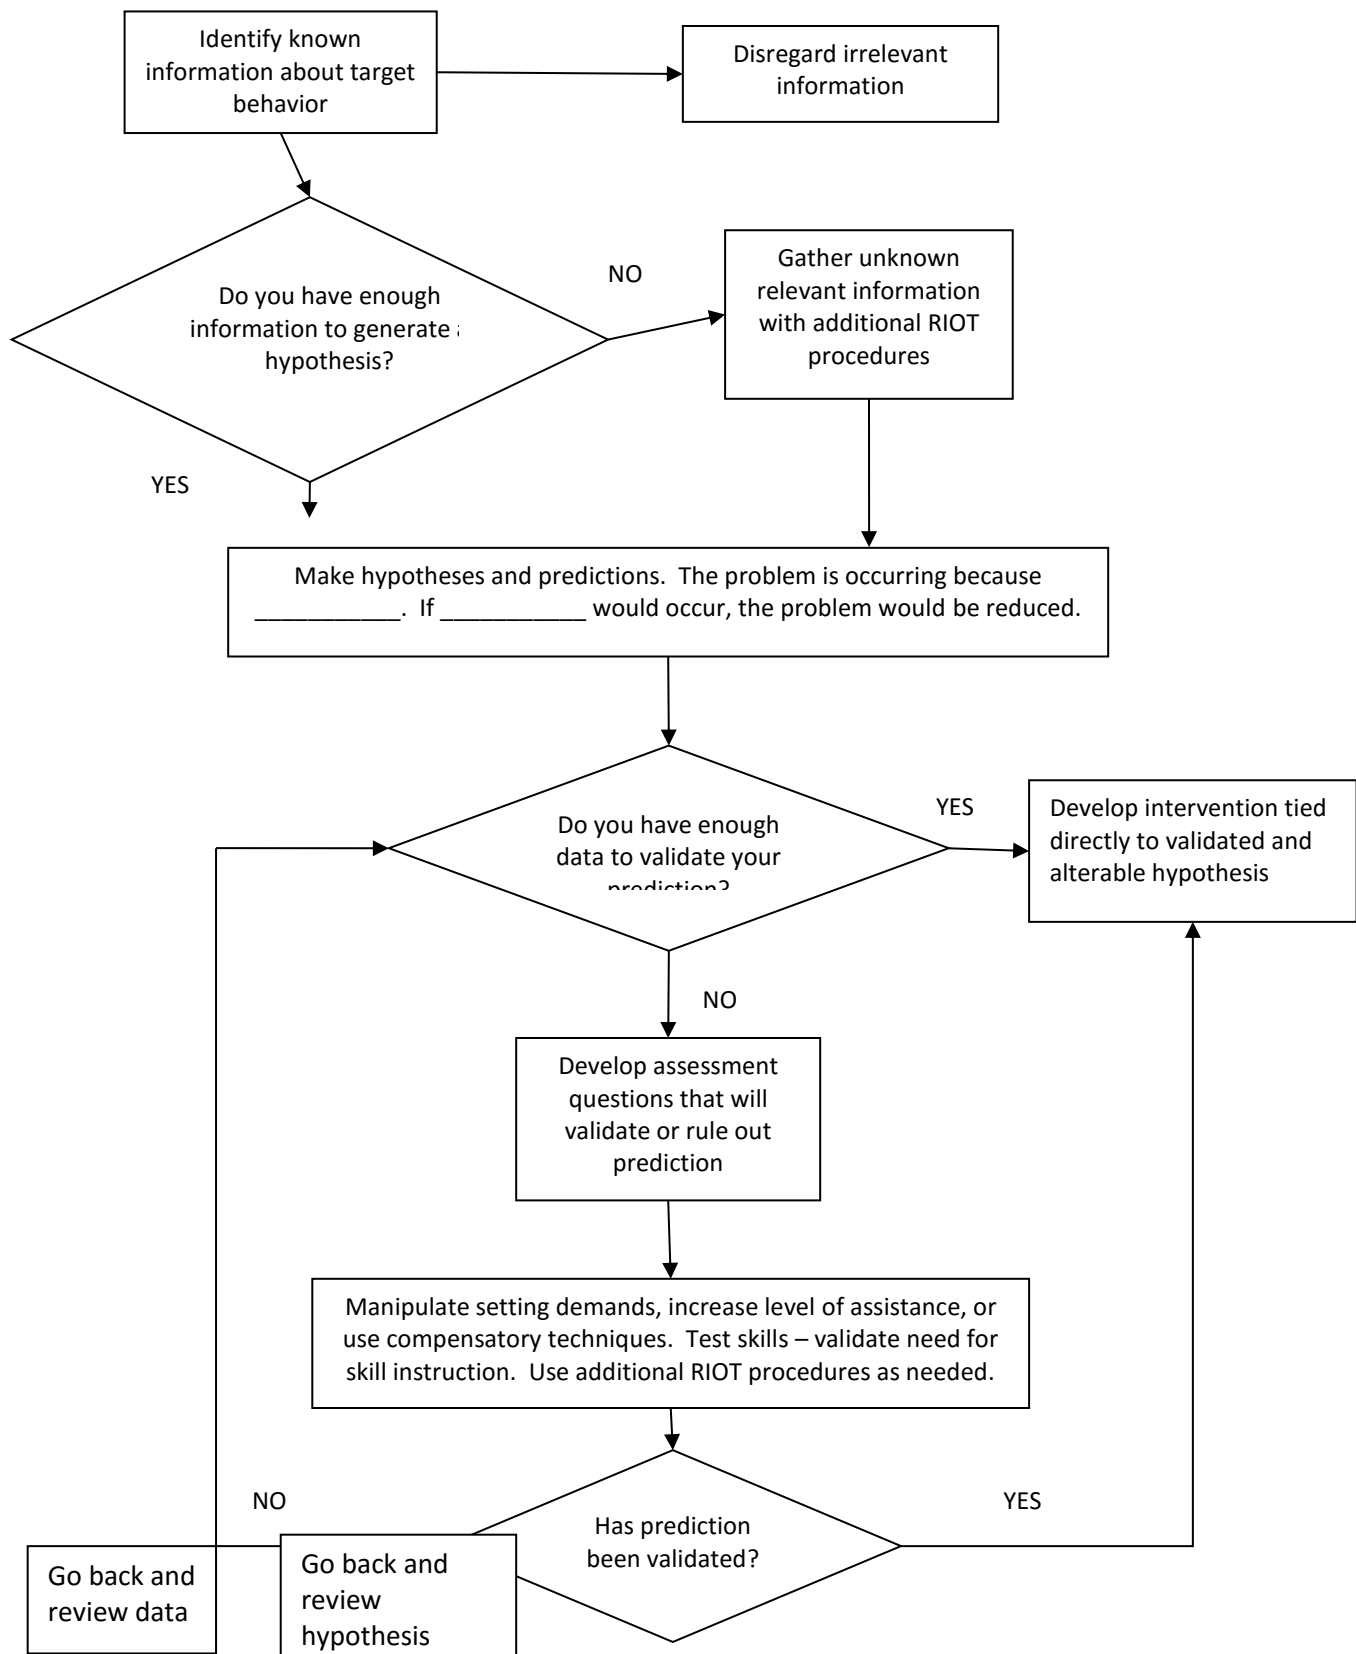 Identify known
information about target
behavior
Disregard irrelevant
information
Do you have enough
information to generate
hypothesis?
NO
Gather unknown
relevant information
with additional RIOT
procedures
YES
Make hypotheses and predictions.  The problem is occurring because
___________.  If ___________ would occur, the problem would be reduced.
Do you have enough
data to validate your
prediction?
YES
Develop intervention tied
directly to validated and
alterable hypothesis
NO
Develop assessment
questions that will
validate or rule out
prediction
Manipulate setting demands, increase level of assistance, or
use compensatory techniques.  Test skills – validate need for
skill instruction.  Use additional RIOT procedures as needed.
NO
YES
Has prediction
been validated?
Go back and
review data
Go back and
review
hypothesis